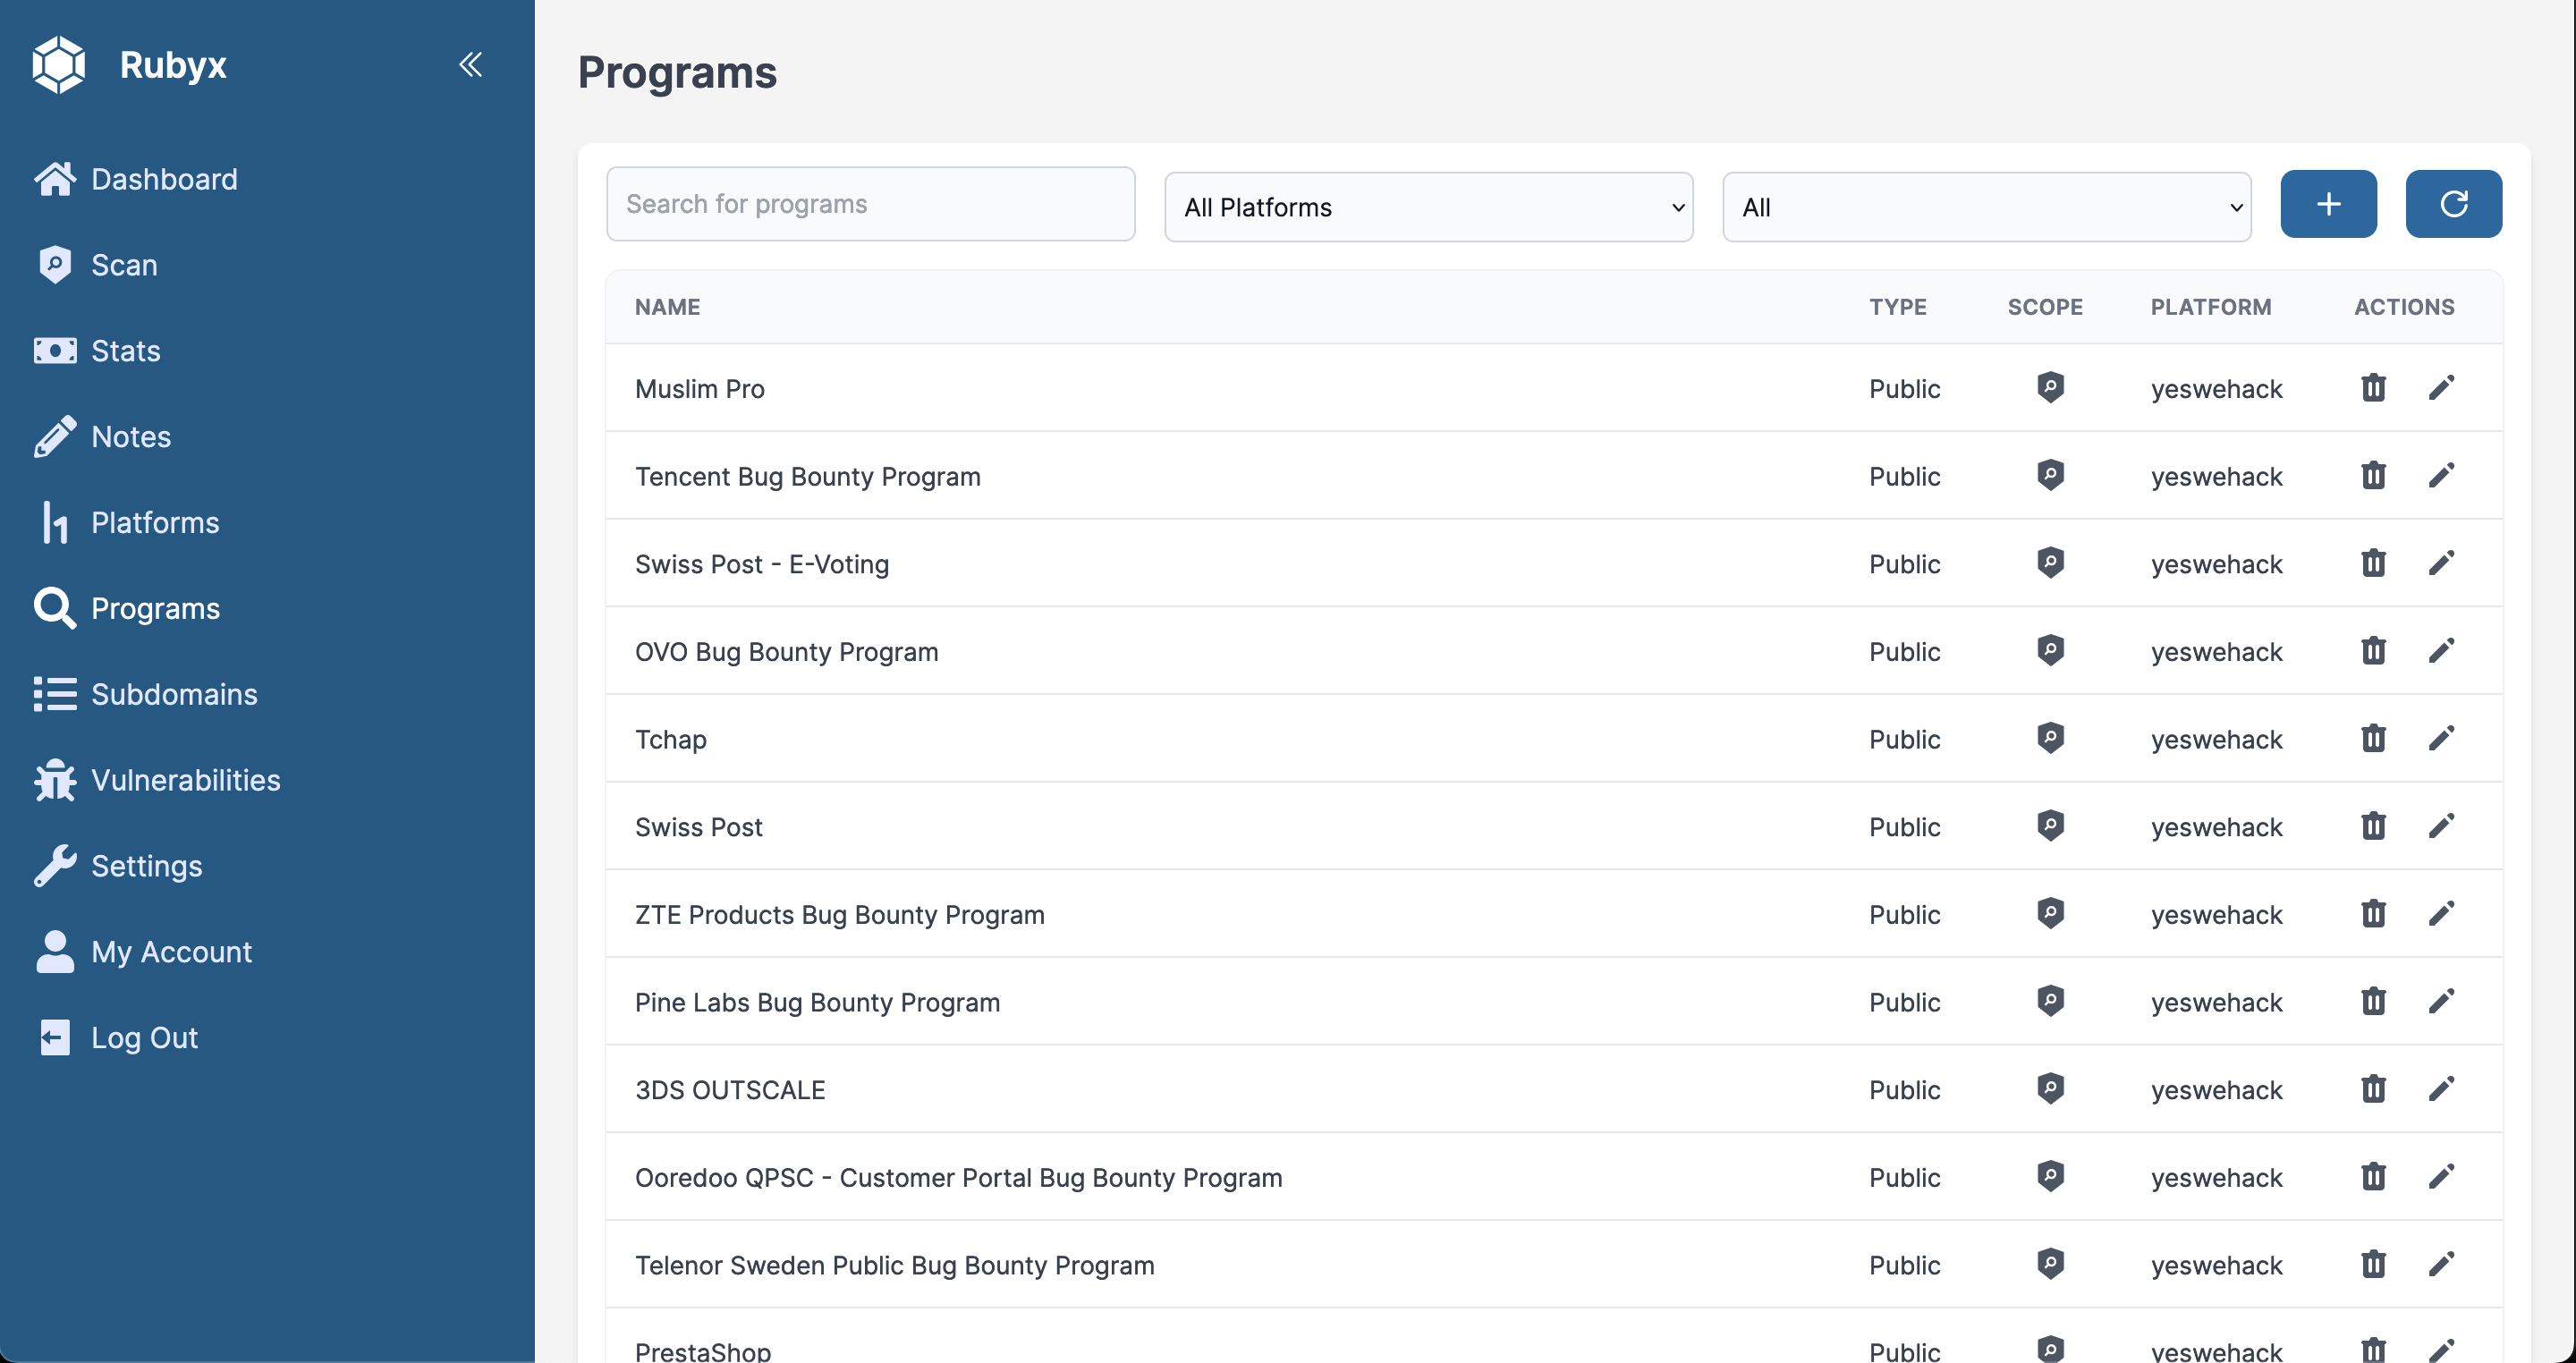 Rubyx
Dashboard
Scan
Stats
Notes
Platforms
Programs
Subdomains
Vulnerabilities
Settings
My Account
Log Out
Programs
Search for programs
All Platforms
All
NAME TYPE SCOPE PLATFORM ACTIONS
Muslim Pro Public yeswehack
Tencent Bug Bounty Program Public yeswehack
Swiss Post - E-Voting Public yeswehack
OVO Bug Bounty Program Public yeswehack
Tchap Public yeswehack
Swiss Post Public yeswehack
ZTE Products Bug Bounty Program Public yeswehack
Pine Labs Bug Bounty Program Public yeswehack
3DS OUTSCALE Public yeswehack
Ooredoo QPSC - Customer Portal Bug Bounty Program Public yeswehack
Telenor Sweden Public Bug Bounty Program Public yeswehack
PrestaShop Public yeswehack